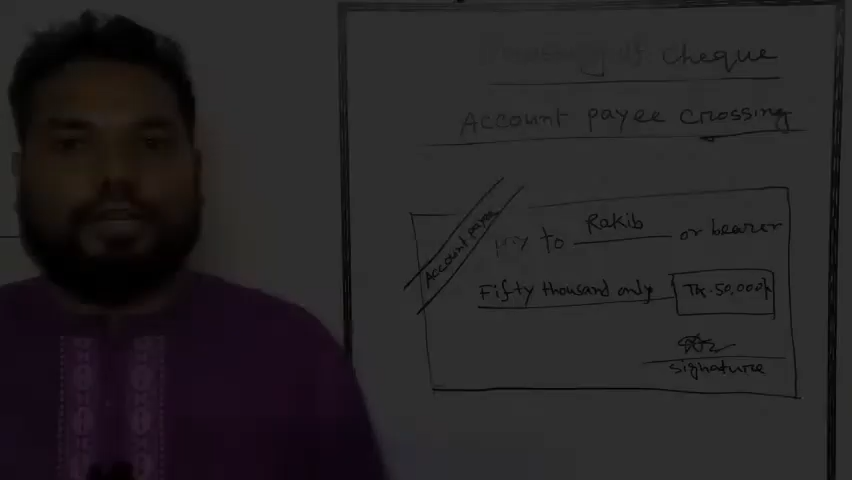 Crossing of Cheque
Account payee Crossing
Account payee
pay to Rakib or bearer
Fifty thousand only TK. 50,000/-
signature